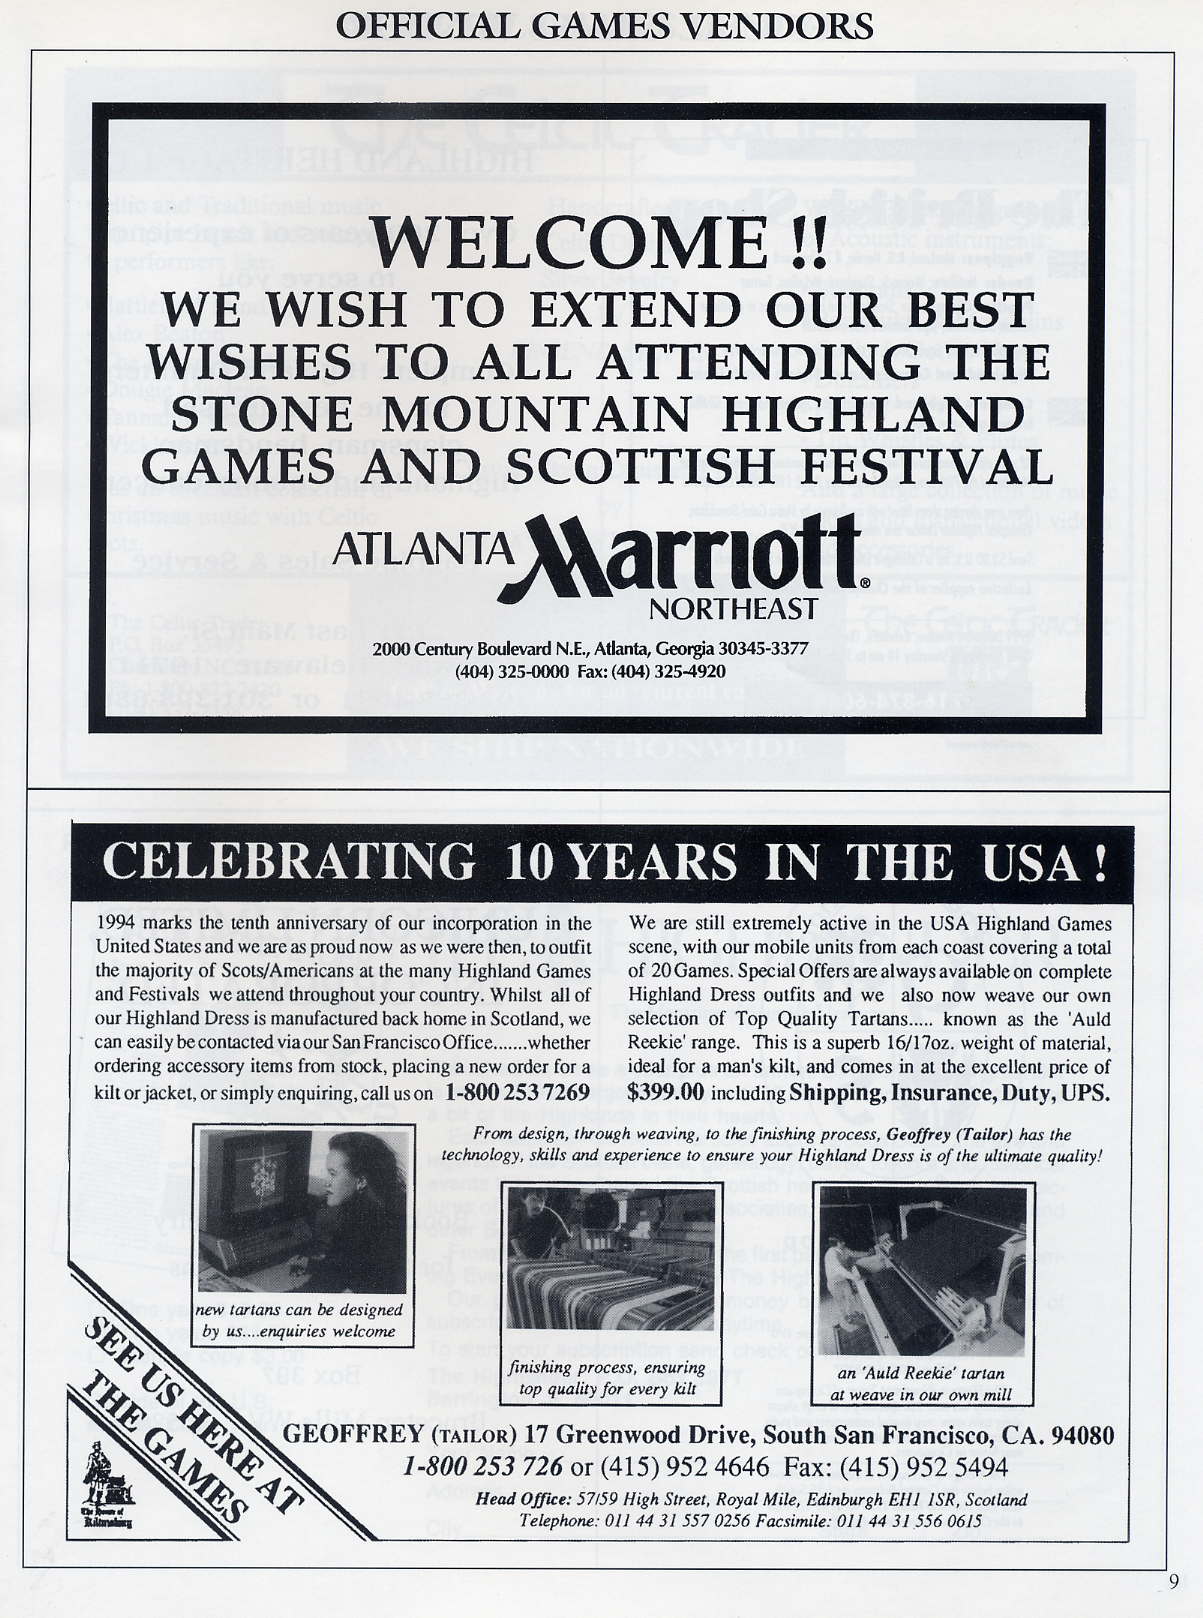 OFFICIAL GAMES VENDORS
WELCOME!!
WE WISH TO EXTEND OUR BEST
WISHES TO ALL ATTENDING THE
STONE MOUNTAIN HIGHLAND
GAMES AND SCOTTISH FESTIVAL
ATLANTA Marriott®
NORTHEAST
2000 Century Boulevard N.E., Atlanta, Georgia 30345-3377
(404) 325-0000 Fax: (404) 325-4920
CELEBRATING 10 YEARS IN THE USA!
1994 marks the tenth anniversary of our incorporation in the
United States and we are as proud now as we were then, to outfit
the majority of Scots/Americans at the many Highland Games
and Festivals we attend throughout your country. Whilst all of
our Highland Dress is manufactured back home in Scotland, we
can easily be contacted via our San Francisco Office.......whether
ordering accessory items from stock, placing a new order for a
kilt or jacket, or simply enquiring, call us on 1-800 253 7269
We are still extremely active in the USA Highland Games
scene, with our mobile units from each coast covering a total
of 20 Games. Special Offers are always available on complete
Highland Dress outfits and we also now weave our own
selection of Top Quality Tartans..... known as the 'Auld
Reekie' range. This is a superb 16/17oz. weight of material,
ideal for a man's kilt, and comes in at the excellent price of
$399.00 including Shipping, Insurance, Duty, UPS.
From design, through weaving, to the finishing process, Geoffrey (Tailor) has the
technology, skills and experience to ensure your Highland Dress is of the ultimate quality!
new tartans can be designed
by us....enquiries welcome
finishing process, ensuring
top quality for every kilt
an 'Auld Reekie' tartan
at weave in our own mill
SEE US HERE AT
THE GAMES
The House of
Kiltmaking
GEOFFREY (TAILOR) 17 Greenwood Drive, South San Francisco, CA. 94080
1-800 253 726 or (415) 952 4646 Fax: (415) 952 5494
Head Office: 57/59 High Street, Royal Mile, Edinburgh EH1 1SR, Scotland
Telephone: 011 44 31 557 0256 Facsimile: 011 44 31 556 0615
9